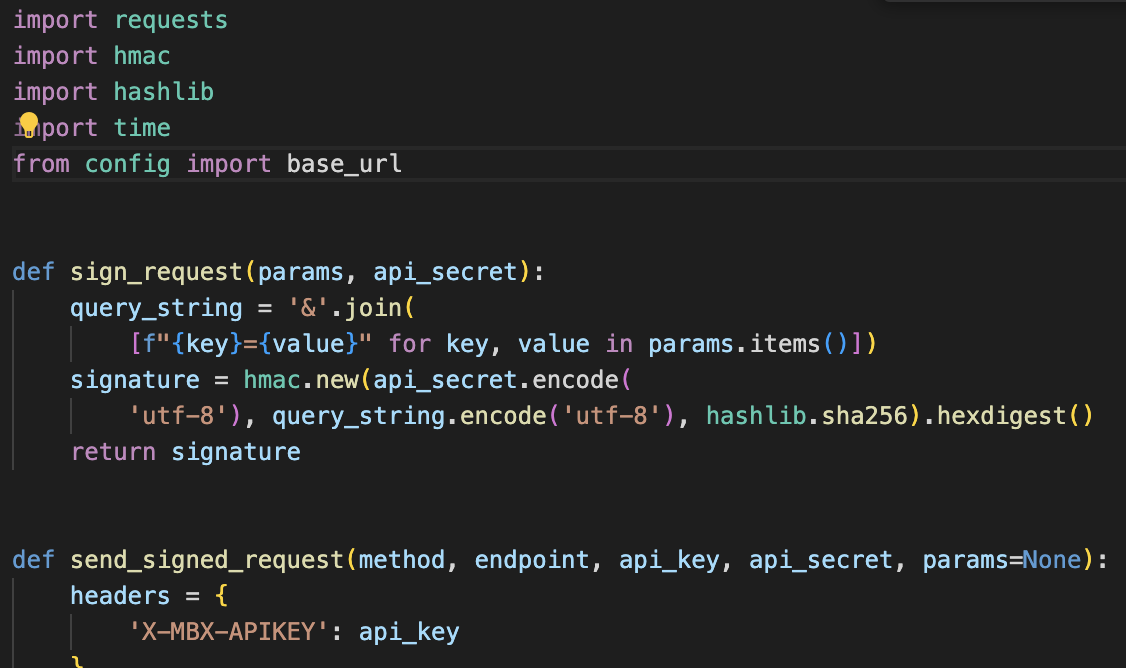 import requests
import hmac
import hashlib
import time
from config import base_url
def sign_request(params, api_secret):
    query_string = '&'.join(
        [f"{key}={value}" for key, value in params.items()])
    signature = hmac.new(api_secret.encode(
        'utf-8'), query_string.encode('utf-8'), hashlib.sha256).hexdigest()
    return signature
def send_signed_request(method, endpoint, api_key, api_secret, params=None):
    headers = {
        'X-MBX-APIKEY': api_key
    }